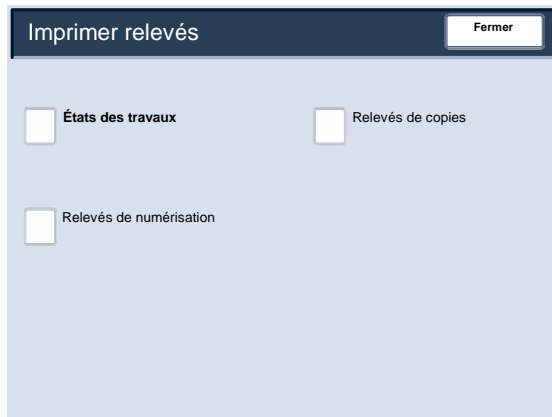 Imprimer relevés
Fermer
États des travaux
Relevés de copies
Relevés de numérisation